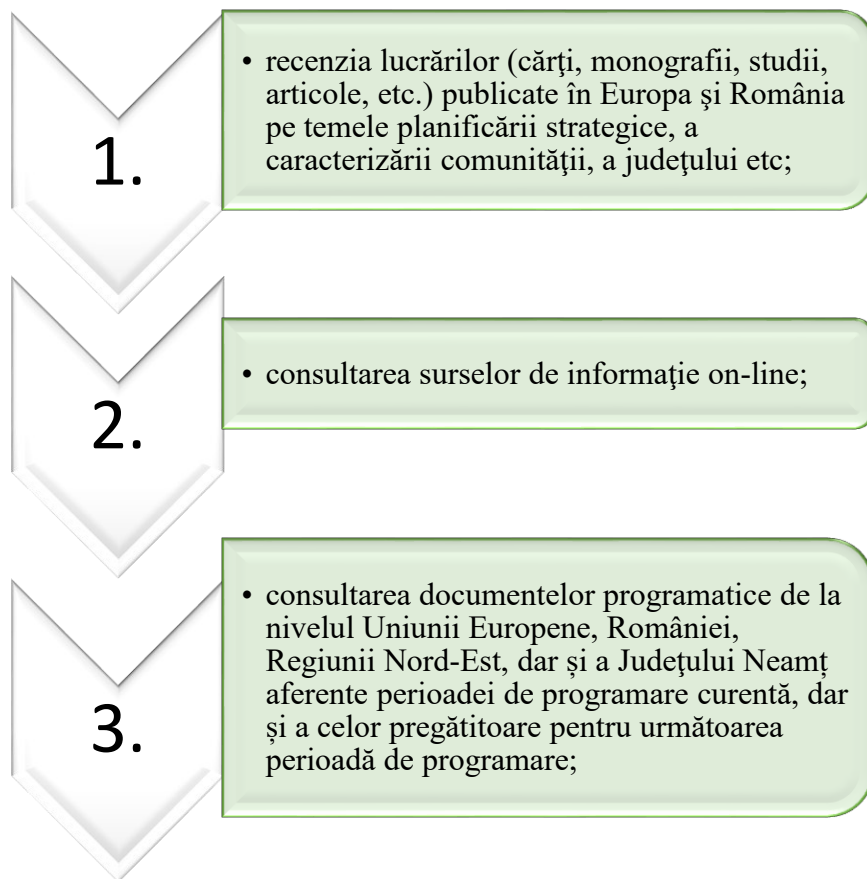 1.
• recenzia lucrărilor (cărţi, monografii, studii,
articole, etc.) publicate în Europa şi România
pe temele planificării strategice, a
caracterizării comunităţii, a judeţului etc;
2.
• consultarea surselor de informaţie on-line;
3.
• consultarea documentelor programatice de la
nivelul Uniunii Europene, României,
Regiunii Nord-Est, dar și a Judeţului Neamț
aferente perioadei de programare curentă, dar
și a celor pregătitoare pentru următoarea
perioadă de programare;